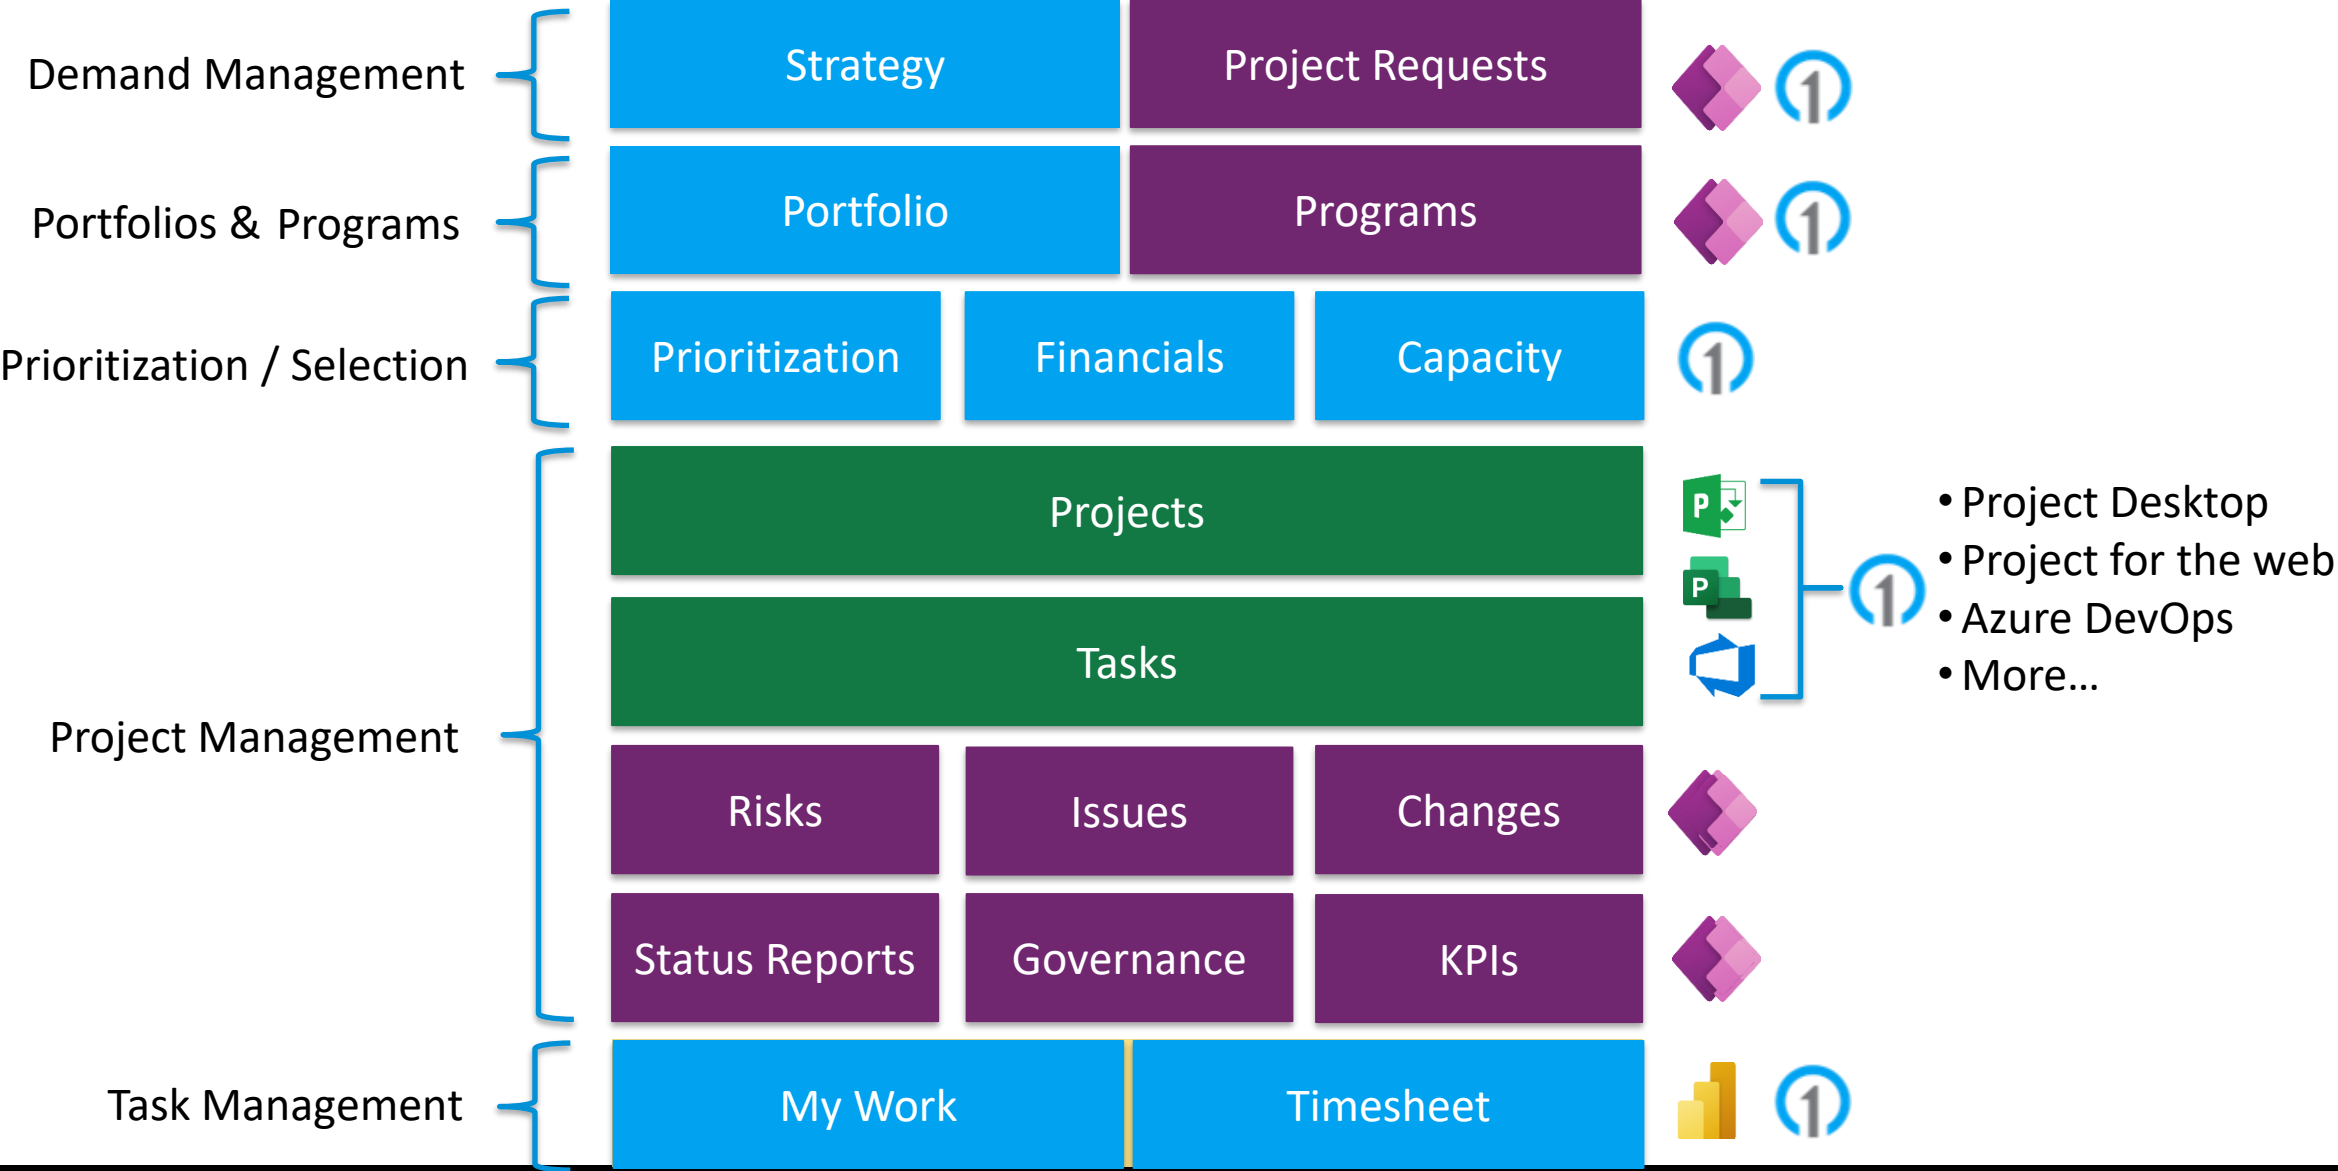 Demand Management
Strategy
Project Requests
Portfolios & Programs
Portfolio
Programs
Prioritization / Selection
Prioritization
Financials
Capacity
Project Management
Projects
Tasks
P
P
• Project Desktop
• Project for the web
• Azure DevOps
• More...
Risks
Issues
Changes
Status Reports
Governance
KPIs
Task Management
My Work
Timesheet